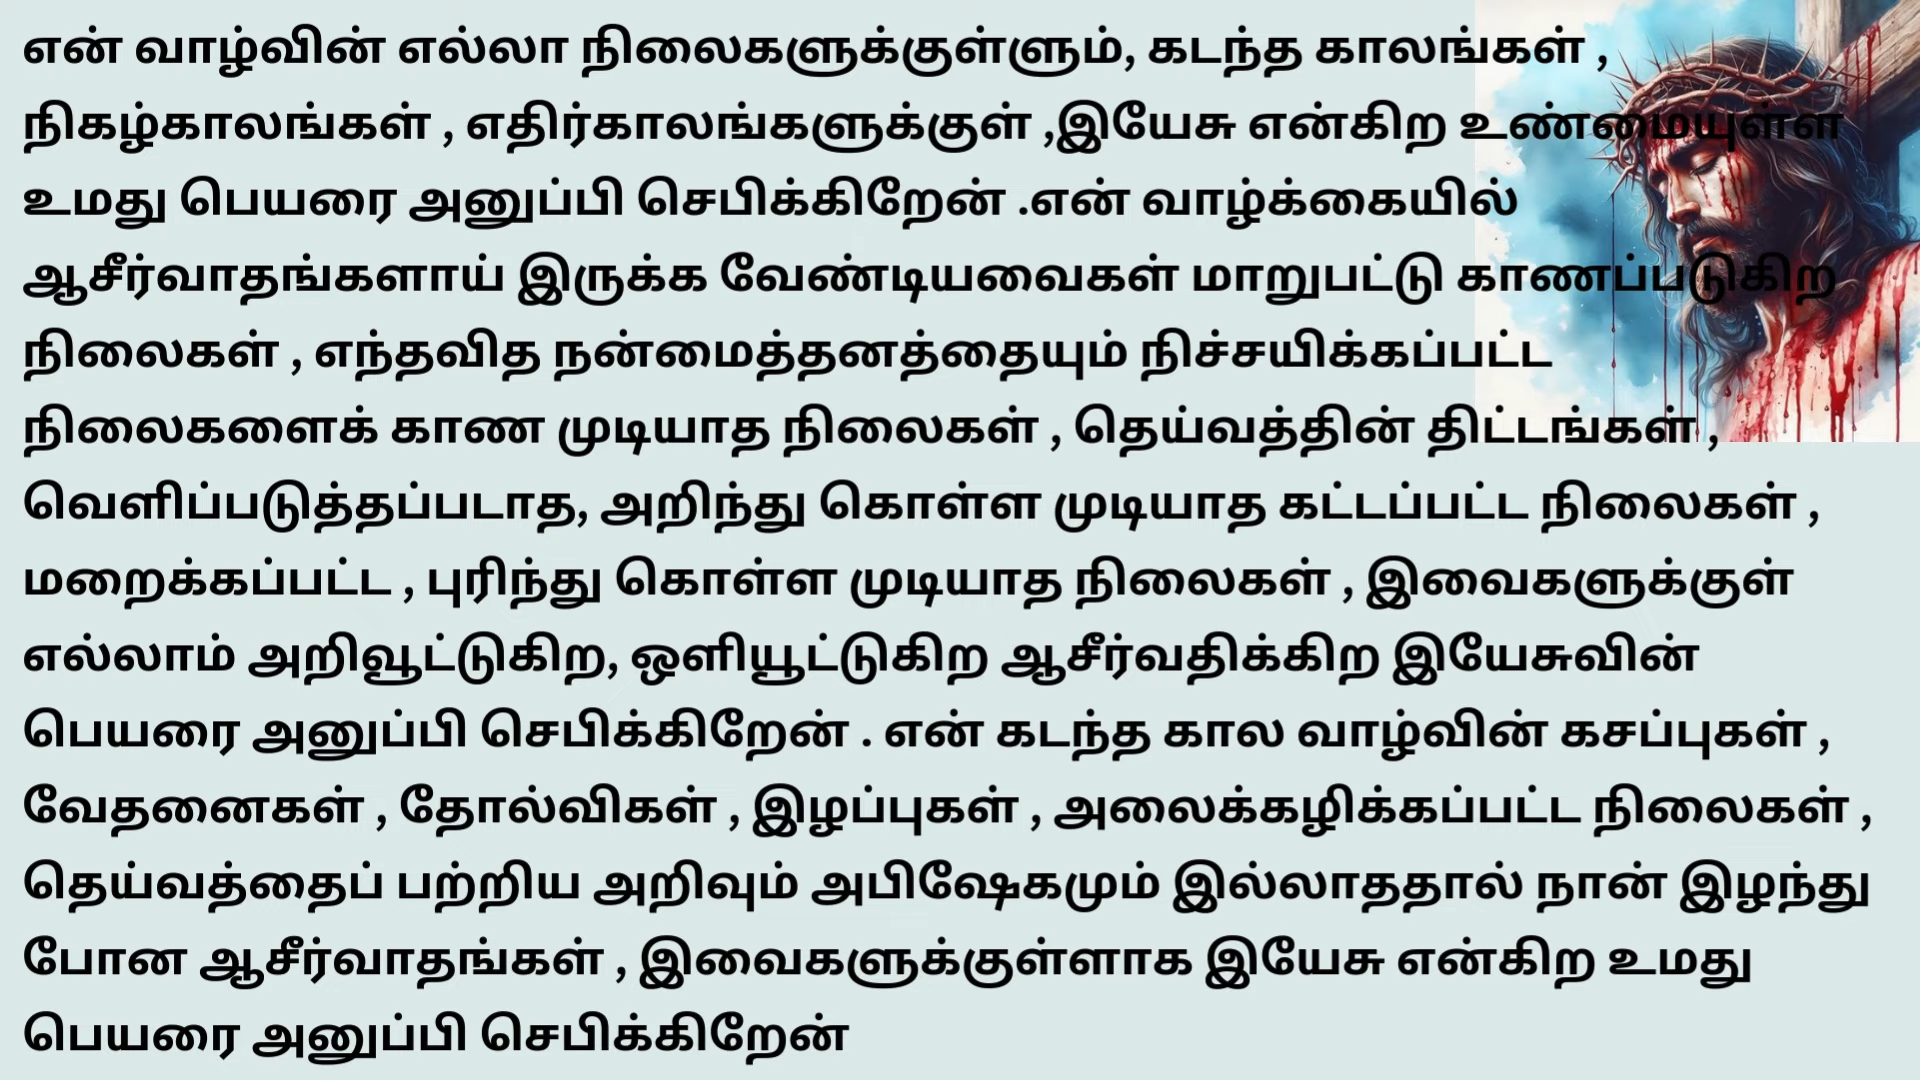 என் வாழ்வின் எல்லா நிலைகளுக்குள்ளும், கடந்த காலங்கள் ,
நிகழ்காலங்கள் , எதிர்காலங்களுக்குள் ,இயேசு என்கிற உண்மையுள்ள
உமது பெயரை அனுப்பி செபிக்கிறேன் .என் வாழ்க்கையில்
ஆசீர்வாதங்களாய் இருக்க வேண்டியவைகள் மாறுபட்டு காணப்படுகிற
நிலைகள் , எந்தவித நன்மைத்தனத்தையும் நிச்சயிக்கப்பட்ட
நிலைகளைக் காண முடியாத நிலைகள் , தெய்வத்தின் திட்டங்கள் ,
வெளிப்படுத்தப்படாத, அறிந்து கொள்ள முடியாத கட்டப்பட்ட நிலைகள் ,
மறைக்கப்பட்ட , புரிந்து கொள்ள முடியாத நிலைகள் , இவைகளுக்குள்
எல்லாம் அறிவூட்டுகிற, ஒளியூட்டுகிற ஆசீர்வதிக்கிற இயேசுவின்
பெயரை அனுப்பி செபிக்கிறேன் . என் கடந்த கால வாழ்வின் கசப்புகள் ,
வேதனைகள் , தோல்விகள் , இழப்புகள் , அலைக்கழிக்கப்பட்ட நிலைகள் ,
தெய்வத்தைப் பற்றிய அறிவும் அபிஷேகமும் இல்லாததால் நான் இழந்து
போன ஆசீர்வாதங்கள் , இவைகளுக்குள்ளாக இயேசு என்கிற உமது
பெயரை அனுப்பி செபிக்கிறேன்